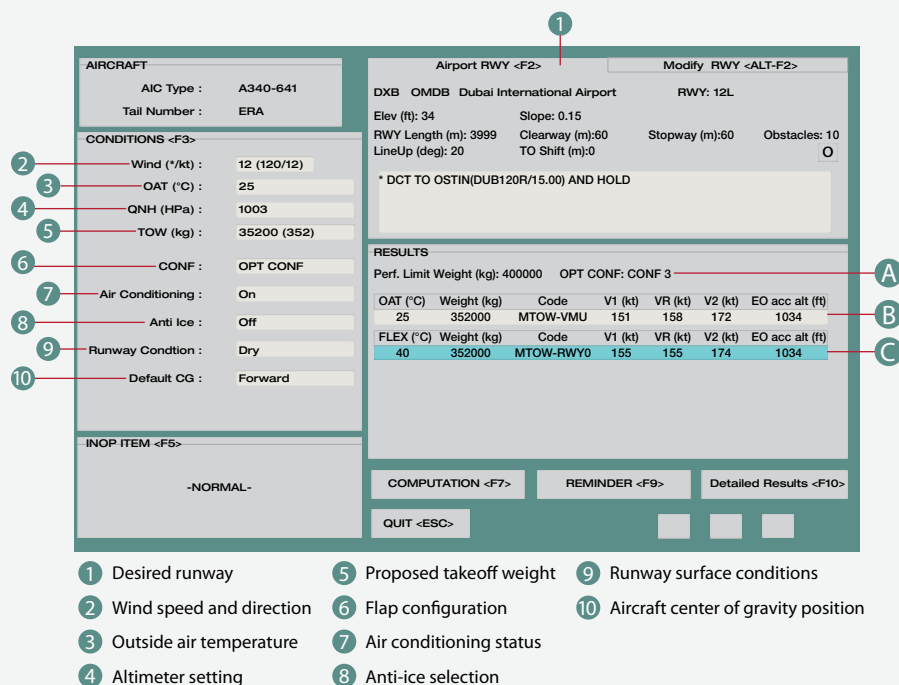 1
AIRCRAFT
AIC Type : A340-641
Tail Number : ERA
CONDITIONS <F3>
2 Wind (*/kt) : 12 (120/12)
3 OAT (°C) : 25
4 QNH (HPa) : 1003
5 TOW (kg) : 35200 (352)
6 CONF : OPT CONF
7 Air Conditioning : On
8 Anti Ice : Off
9 Runway Condtion : Dry
10 Default CG : Forward
INOP ITEM <F5>
-NORMAL-
Airport RWY <F2> Modify RWY <ALT-F2>
DXB OMDB Dubai International Airport RWY: 12L
Elev (ft): 34 Slope: 0.15
RWY Length (m): 3999 Clearway (m):60 Stopway (m):60 Obstacles: 10
LineUp (deg): 20 TO Shift (m):0 O
* DCT TO OSTIN(DUB120R/15.00) AND HOLD
RESULTS
Perf. Limit Weight (kg): 400000 OPT CONF: CONF 3 A
OAT (°C) Weight (kg) Code V1 (kt) VR (kt) V2 (kt) EO acc alt (ft)
25 352000 MTOW-VMU 151 158 172 1034 B
FLEX (°C) Weight (kg) Code V1 (kt) VR (kt) V2 (kt) EO acc alt (ft)
40 352000 MTOW-RWY0 155 155 174 1034 C
COMPUTATION <F7> REMINDER <F9> Detailed Results <F10>
QUIT <ESC>
1 Desired runway
2 Wind speed and direction
3 Outside air temperature
4 Altimeter setting
5 Proposed takeoff weight
6 Flap configuration
7 Air conditioning status
8 Anti-ice selection
9 Runway surface conditions
10 Aircraft center of gravity position